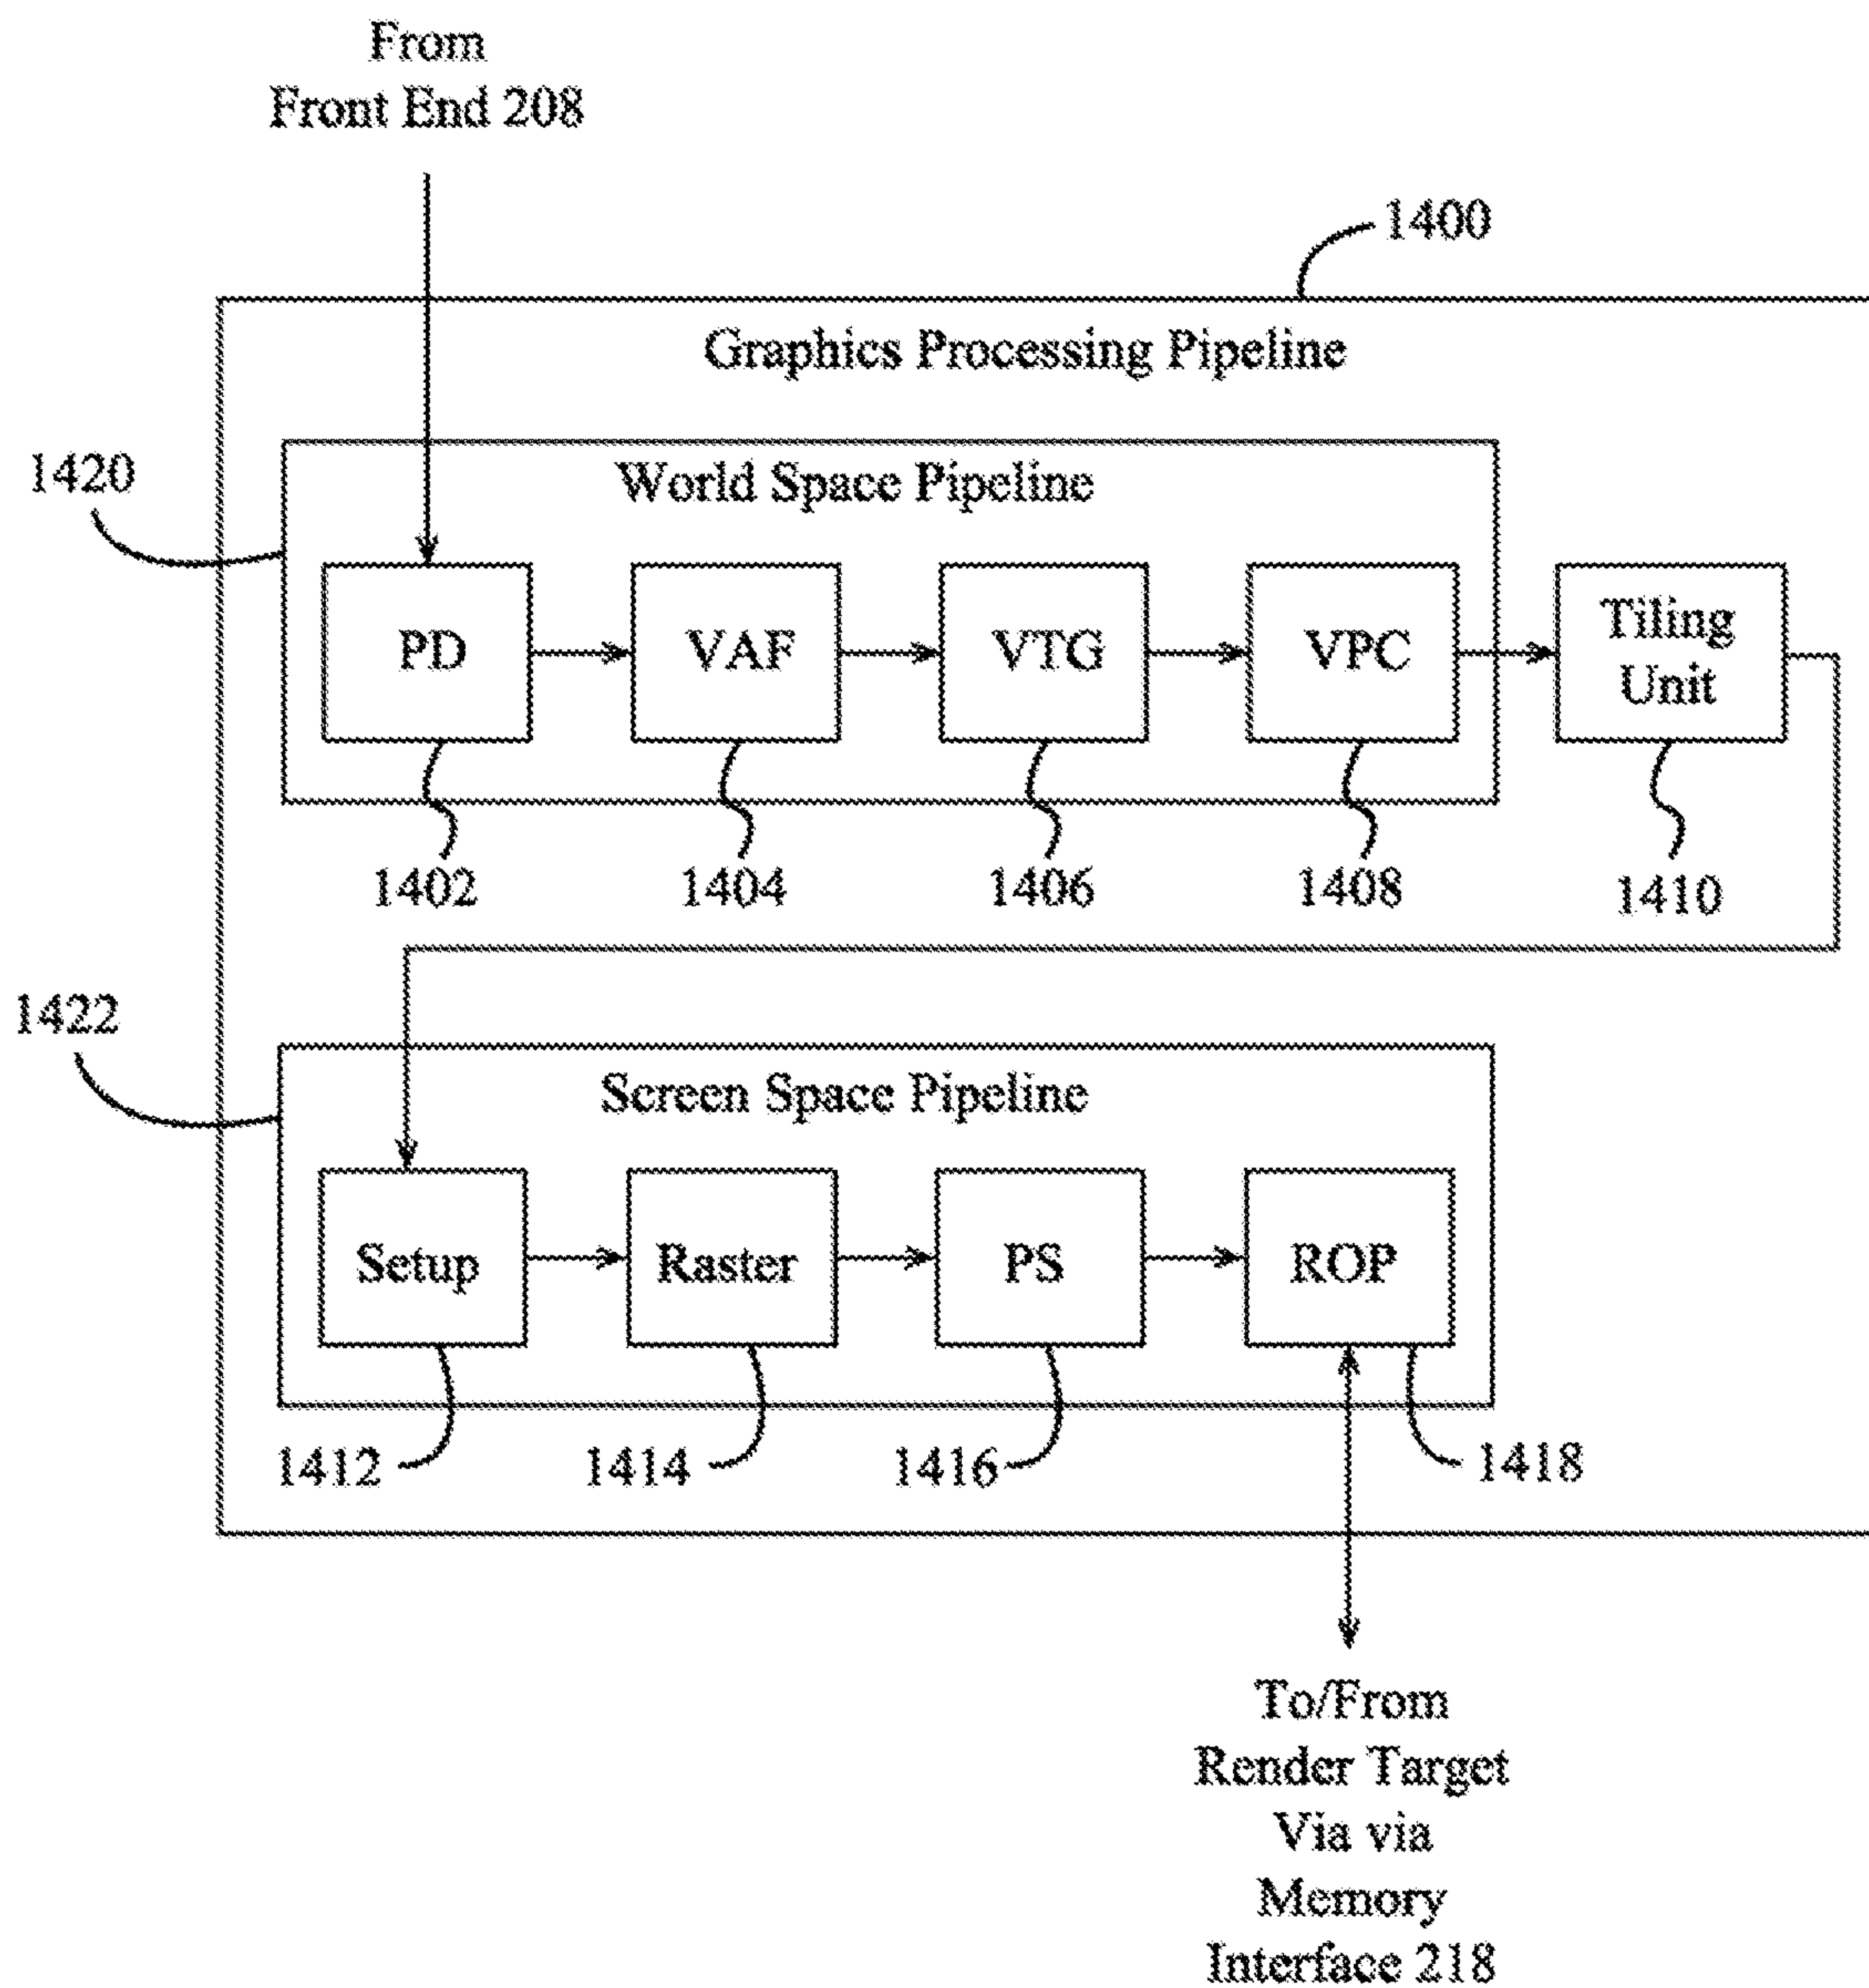 From
Front End 208
1400
Graphics Processing Pipeline
1420
World Space Pipeline
PD
VAF
VTG
VPC
Tiling
Unit
1402
1404
1406
1408
1410
1422
Screen Space Pipeline
Setup
Raster
PS
ROP
1412
1414
1416
1418
To/From
Render Target
Via via
Memory
Interface 218